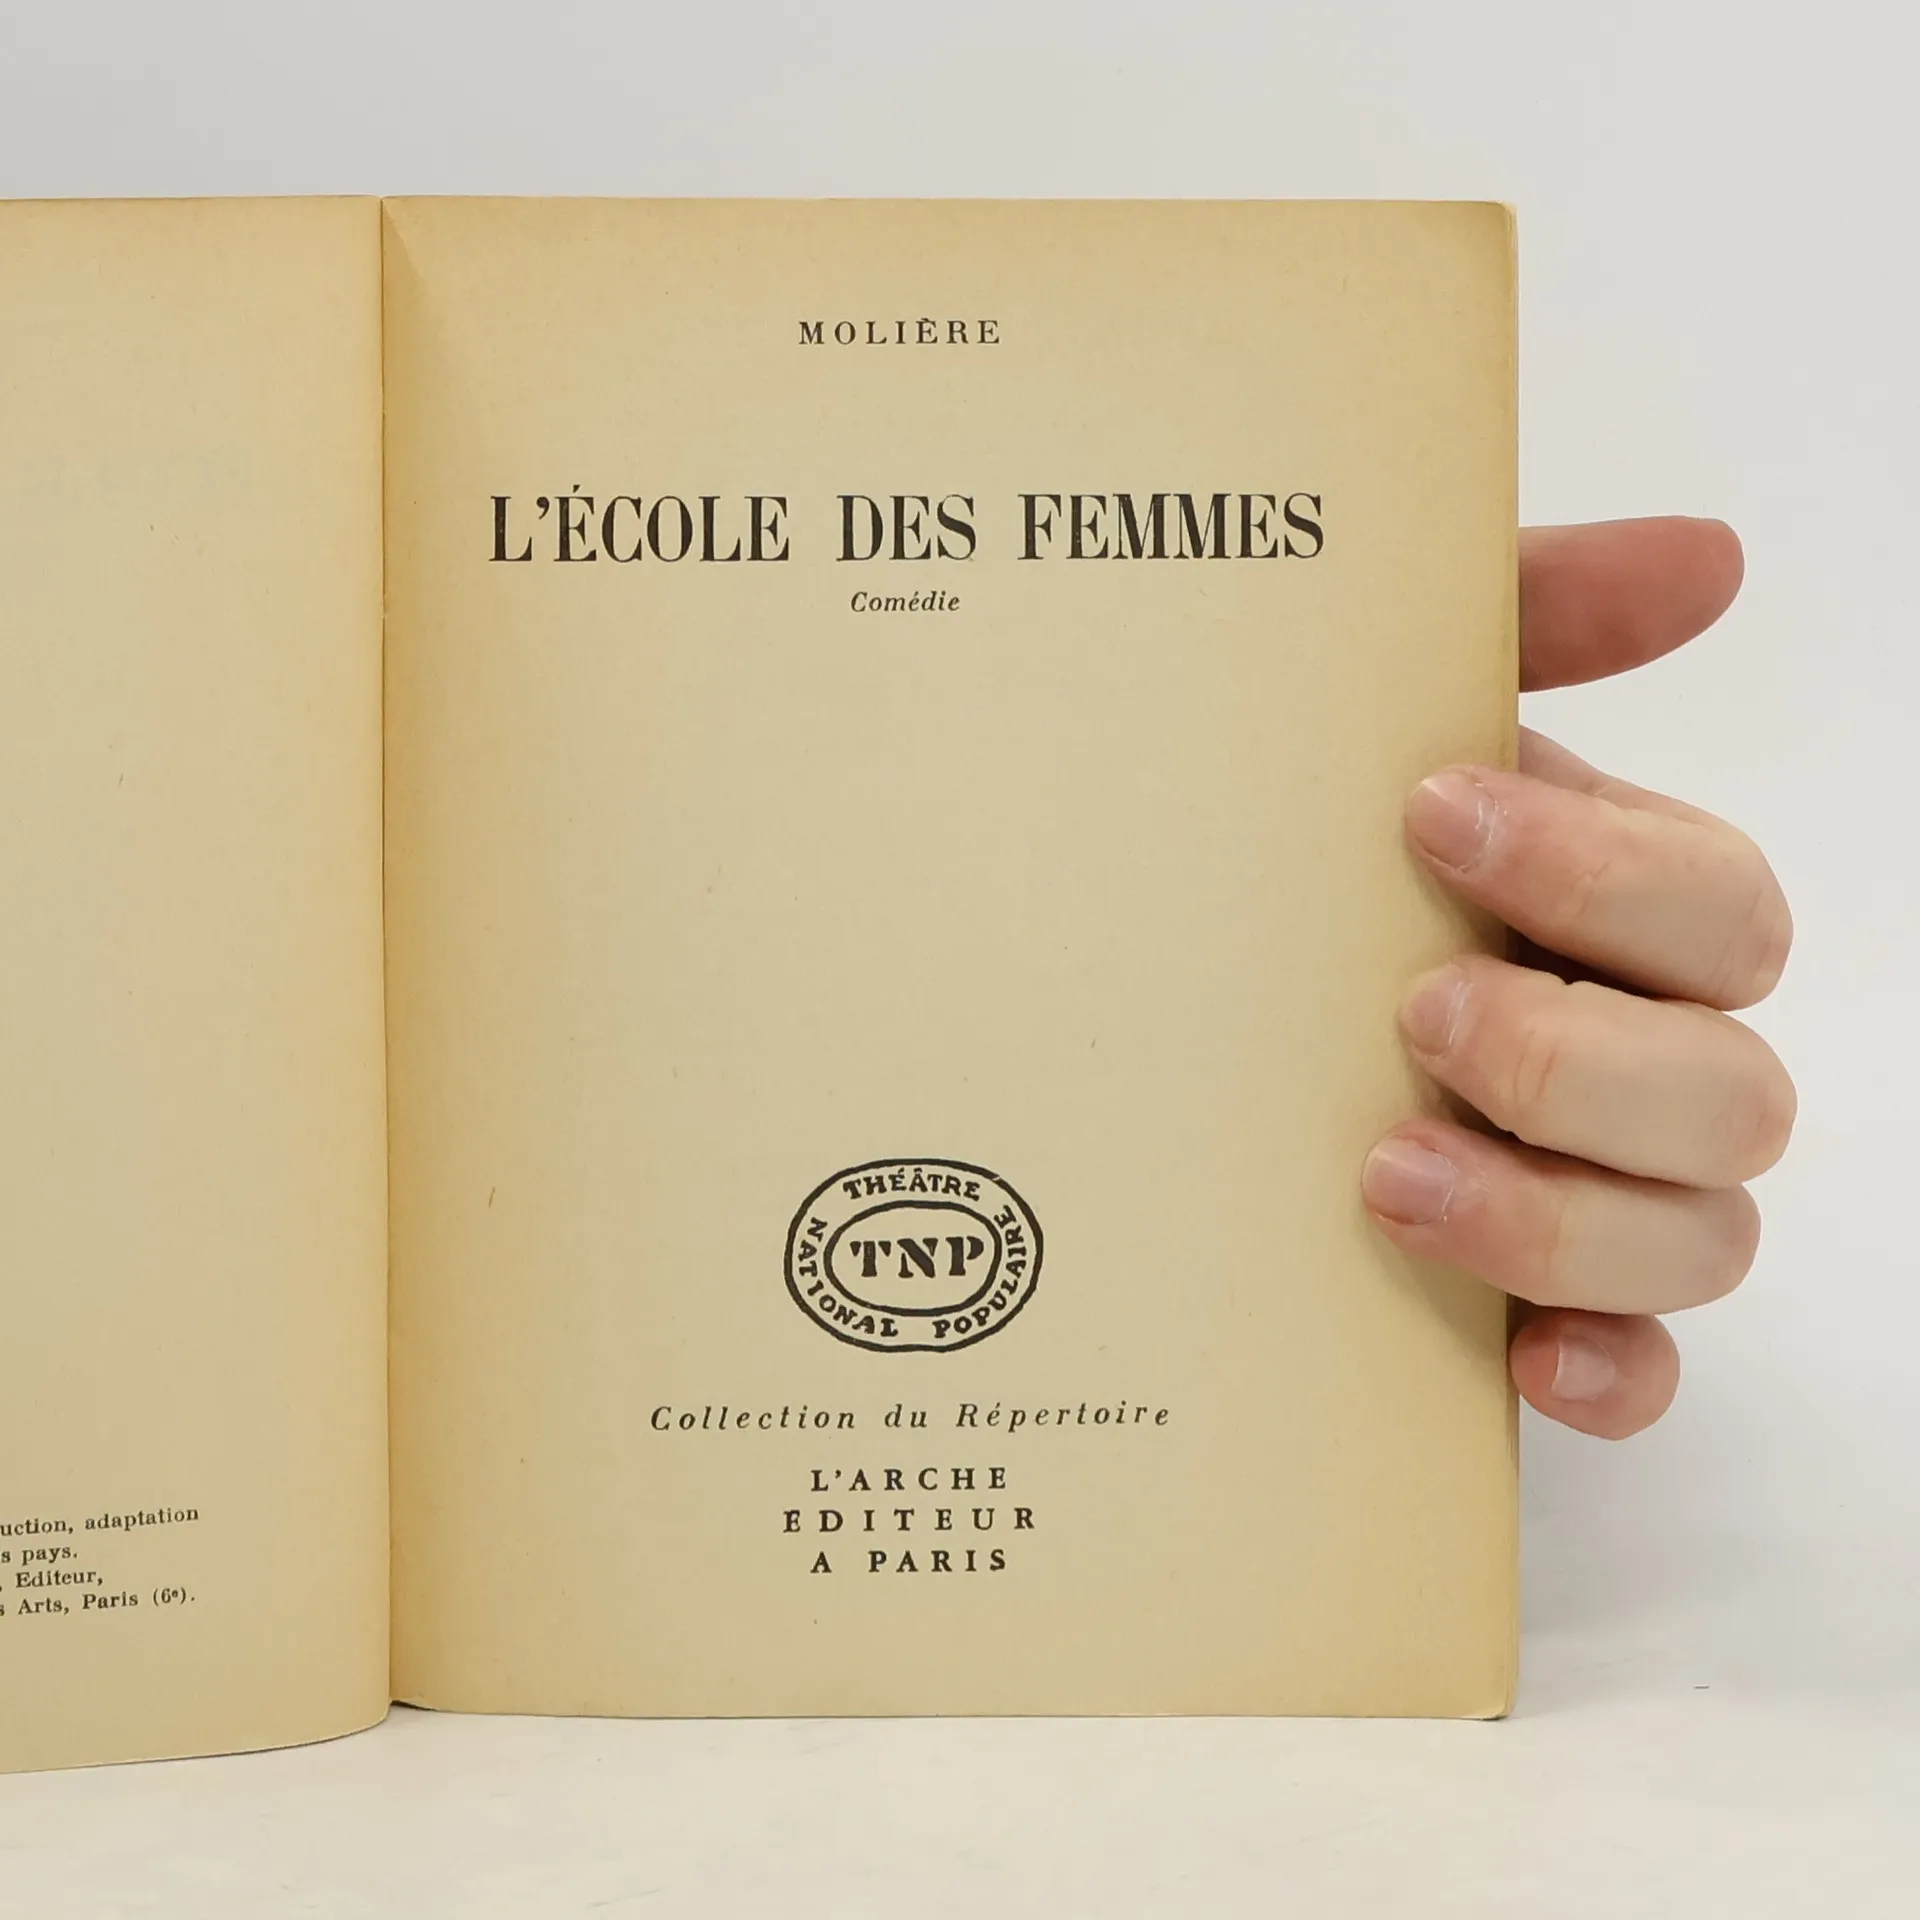 MOLIÈRE
L'ÉCOLE DES FEMMES
Comédie
THÉÂTRE
NATIONAL POPULAIRE
TNP
Collection du Répertoire
L'ARCHE
EDITEUR
A PARIS
uction, adaptation
s pays.
, Editeur,
s Arts, Paris (6e).